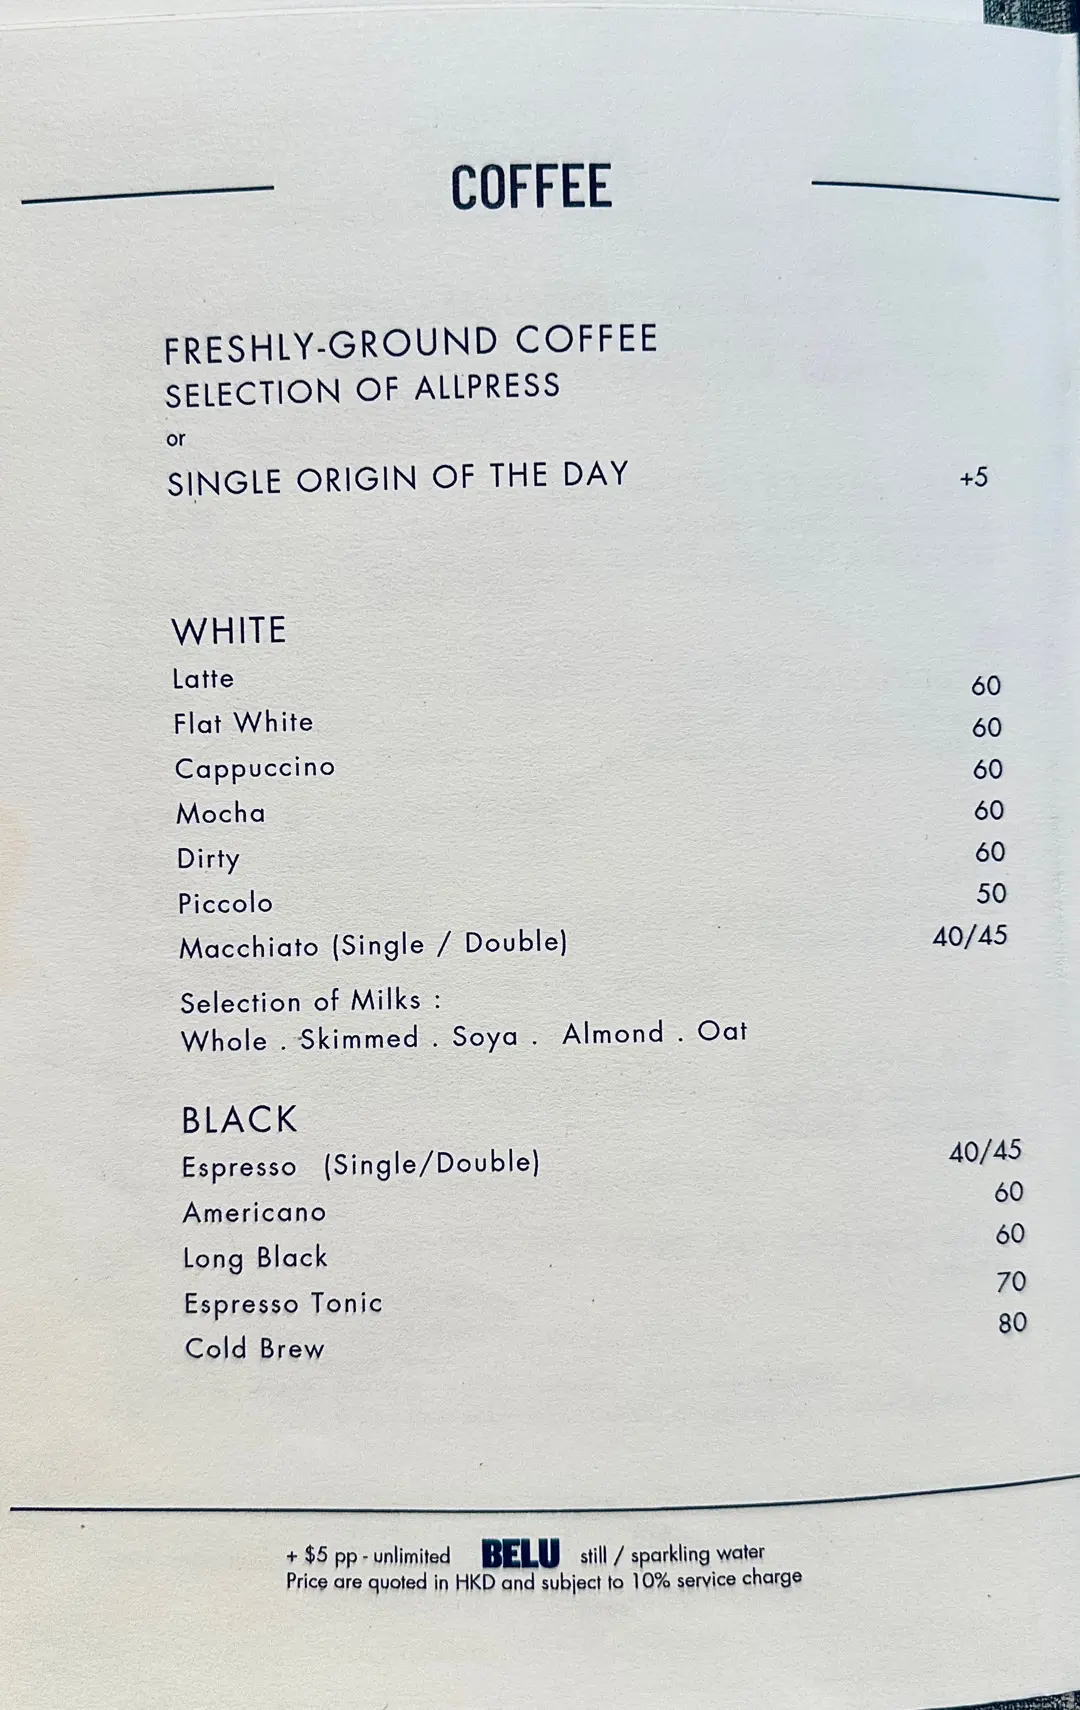 COFFEE
FRESHLY-GROUND COFFEE
SELECTION OF ALLPRESS
or
SINGLE ORIGIN OF THE DAY +5
WHITE
Latte 60
Flat White 60
Cappuccino 60
Mocha 60
Dirty 60
Piccolo 50
Macchiato (Single / Double) 40/45
Selection of Milks :
Whole . Skimmed . Soya . Almond . Oat
BLACK
Espresso (Single/Double) 40/45
Americano 60
Long Black 60
Espresso Tonic 70
Cold Brew 80
+ $5 pp - unlimited BELU still / sparkling water
Price are quoted in HKD and subject to 10% service charge